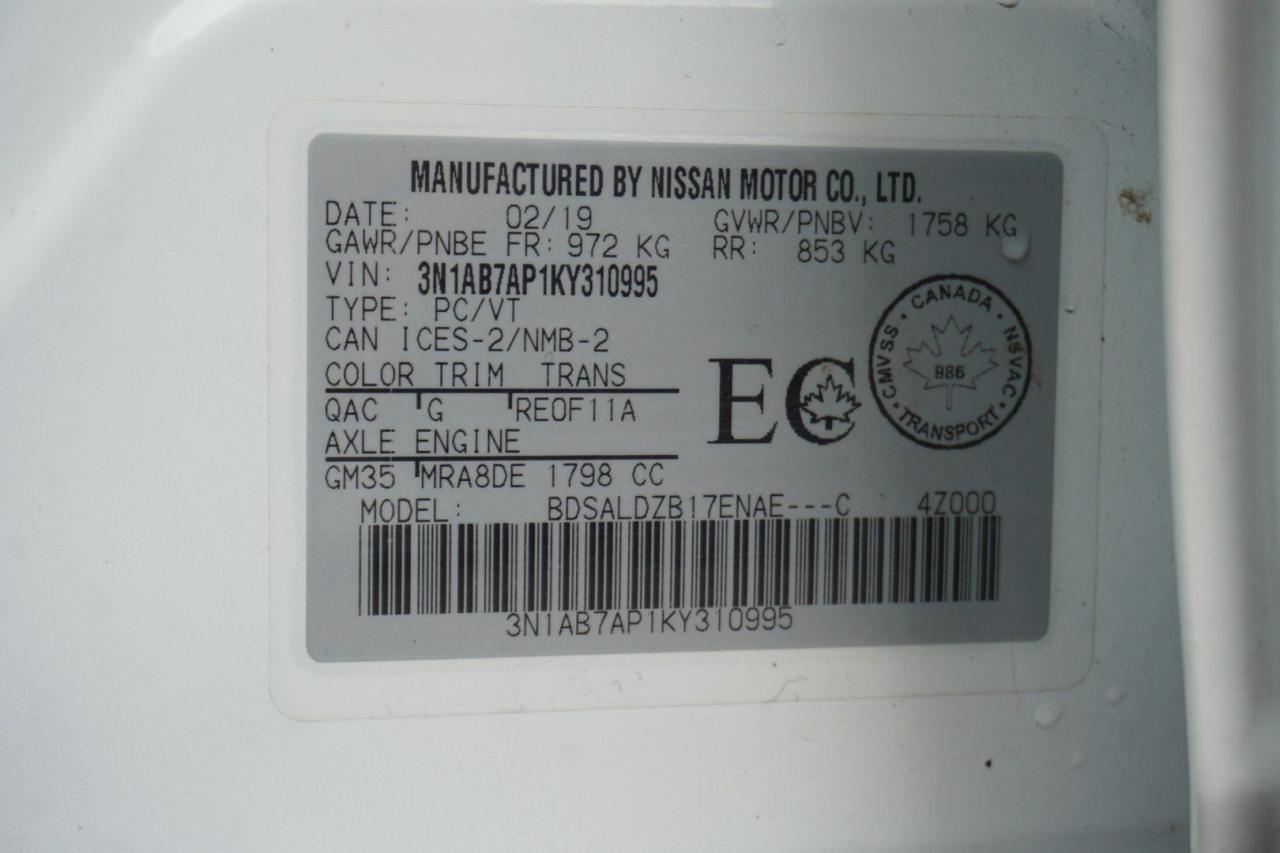 MANUFACTURED BY NISSAN MOTOR CO., LTD.
DATE: 02/19 GVWR/PNBV: 1758 KG
GAWR/PNBE FR: 972 KG RR: 853 KG
VIN: 3N1AB7AP1KY310995
TYPE: PC/VT
CAN ICES-2/NMB-2
COLOR TRIM TRANS
QAC G RE0F11A
AXLE ENGINE
GM35 MRA8DE 1798 CC
EC
CANADA
CMVSS · NSVAC
986
TRANSPORT
MODEL: BDSALDZB17ENAE---C 4Z000
3N1AB7AP1KY310995